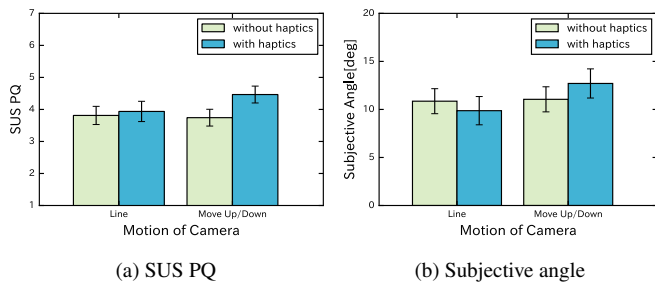 7
6
5
4
3
2
1
SUS PQ
without haptics
with haptics
Line
Move Up/Down
Motion of Camera
(a) SUS PQ
20
15
10
5
0
Subjective Angle[deg]
without haptics
with haptics
Line
Move Up/Down
Motion of Camera
(b) Subjective angle